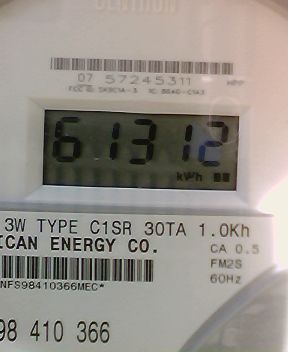 CENTRON
07 57245311
61312
kWh
3W TYPE C1SR 30TA 1.0Kh
ICAN ENERGY CO.
CA 0.5
FM2S
60Hz
NFS98410366MEC*
98 410 366